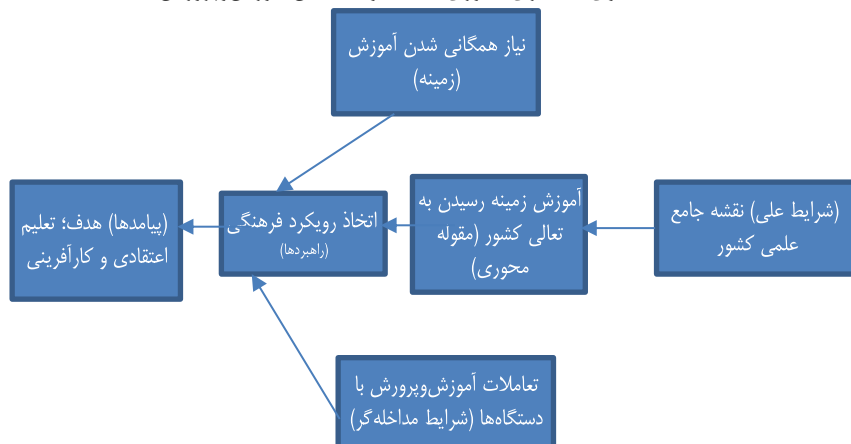 نیاز همگانی شدن آموزش
(زمینه)
(شرایط علی) نقشه جامع
علمی کشور
آموزش زمینه رسیدن به
تعالی کشور (مقوله
محوری)
اتخاذ رویکرد فرهنگی
(راهبردها)
(پیامدها) هدف؛ تعلیم
اعتقادی و کارآفرینی
تعاملات آموزش‌وپرورش با
دستگاه‌ها (شرایط مداخله‌گر)